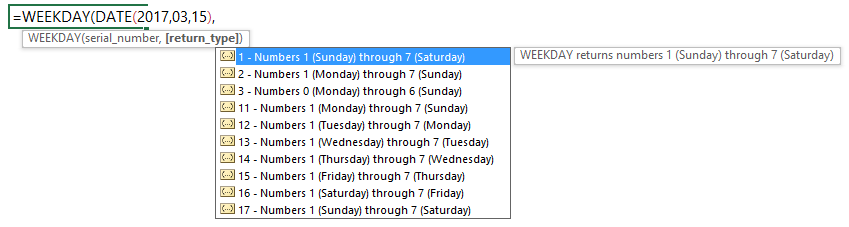 =WEEKDAY(DATE(2017,03,15),
WEEKDAY(serial_number, [return_type])
1 - Numbers 1 (Sunday) through 7 (Saturday)
WEEKDAY returns numbers 1 (Sunday) through 7 (Saturday)
2 - Numbers 1 (Monday) through 7 (Sunday)
3 - Numbers 0 (Monday) through 6 (Sunday)
11 - Numbers 1 (Monday) through 7 (Sunday)
12 - Numbers 1 (Tuesday) through 7 (Monday)
13 - Numbers 1 (Wednesday) through 7 (Tuesday)
14 - Numbers 1 (Thursday) through 7 (Wednesday)
15 - Numbers 1 (Friday) through 7 (Thursday)
16 - Numbers 1 (Saturday) through 7 (Friday)
17 - Numbers 1 (Sunday) through 7 (Saturday)